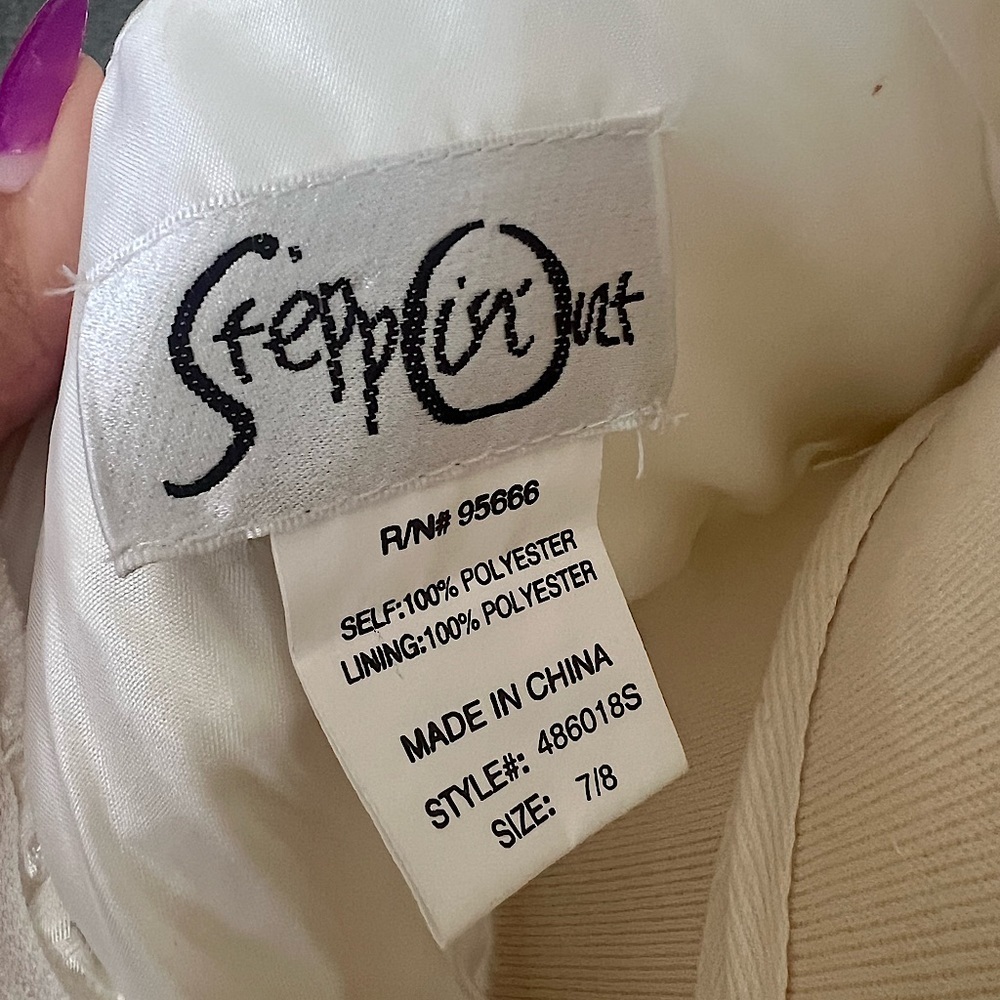 Steppin'Out
R/N# 95666
SELF:100% POLYESTER
LINING:100% POLYESTER
MADE IN CHINA
STYLE#: 486018S
SIZE: 7/8